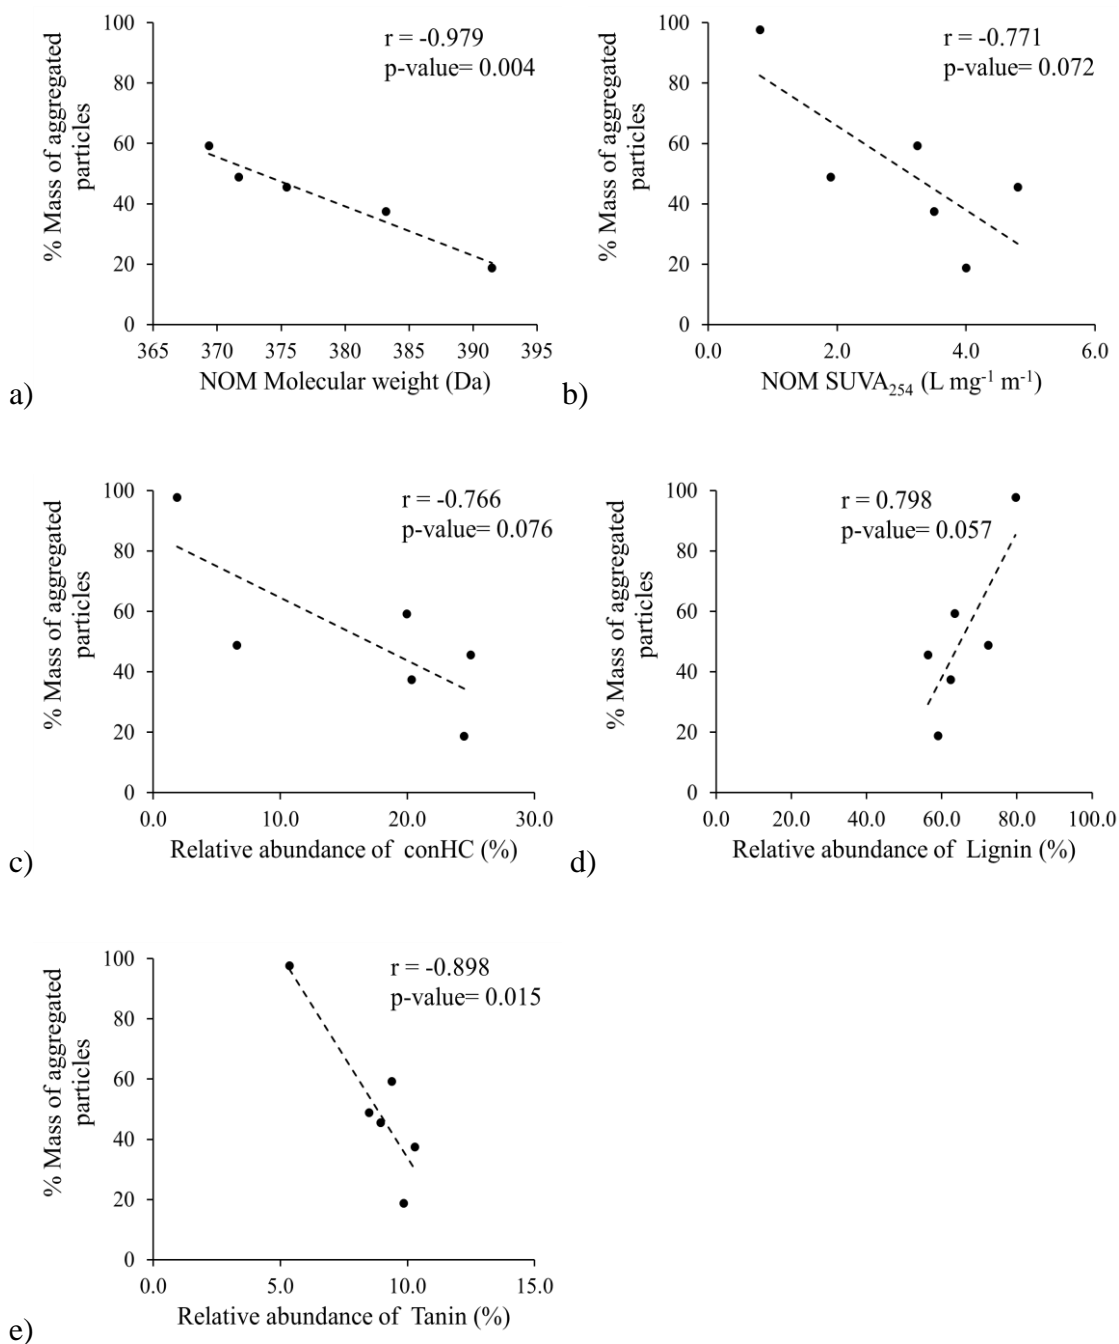 100
80
60
40
20
0
% Mass of aggregated
particles
r = -0.979
p-value= 0.004
365 370 375 380 385 390 395
NOM Molecular weight (Da)
a)
100
80
60
40
20
0
% Mass of aggregated
particles
r = -0.771
p-value= 0.072
0.0 2.0 4.0 6.0
NOM SUVA₂₅₄ (L mg⁻¹ m⁻¹)
b)
100
80
60
40
20
0
% Mass of aggregated
particles
r = -0.766
p-value= 0.076
0.0 10.0 20.0 30.0
Relative abundance of conHC (%)
c)
100
80
60
40
20
0
% Mass of aggregated
particles
r = 0.798
p-value= 0.057
0.0 20.0 40.0 60.0 80.0 100.0
Relative abundance of Lignin (%)
d)
100
80
60
40
20
0
% Mass of aggregated
particles
r = -0.898
p-value= 0.015
0.0 5.0 10.0 15.0
Relative abundance of Tanin (%)
e)